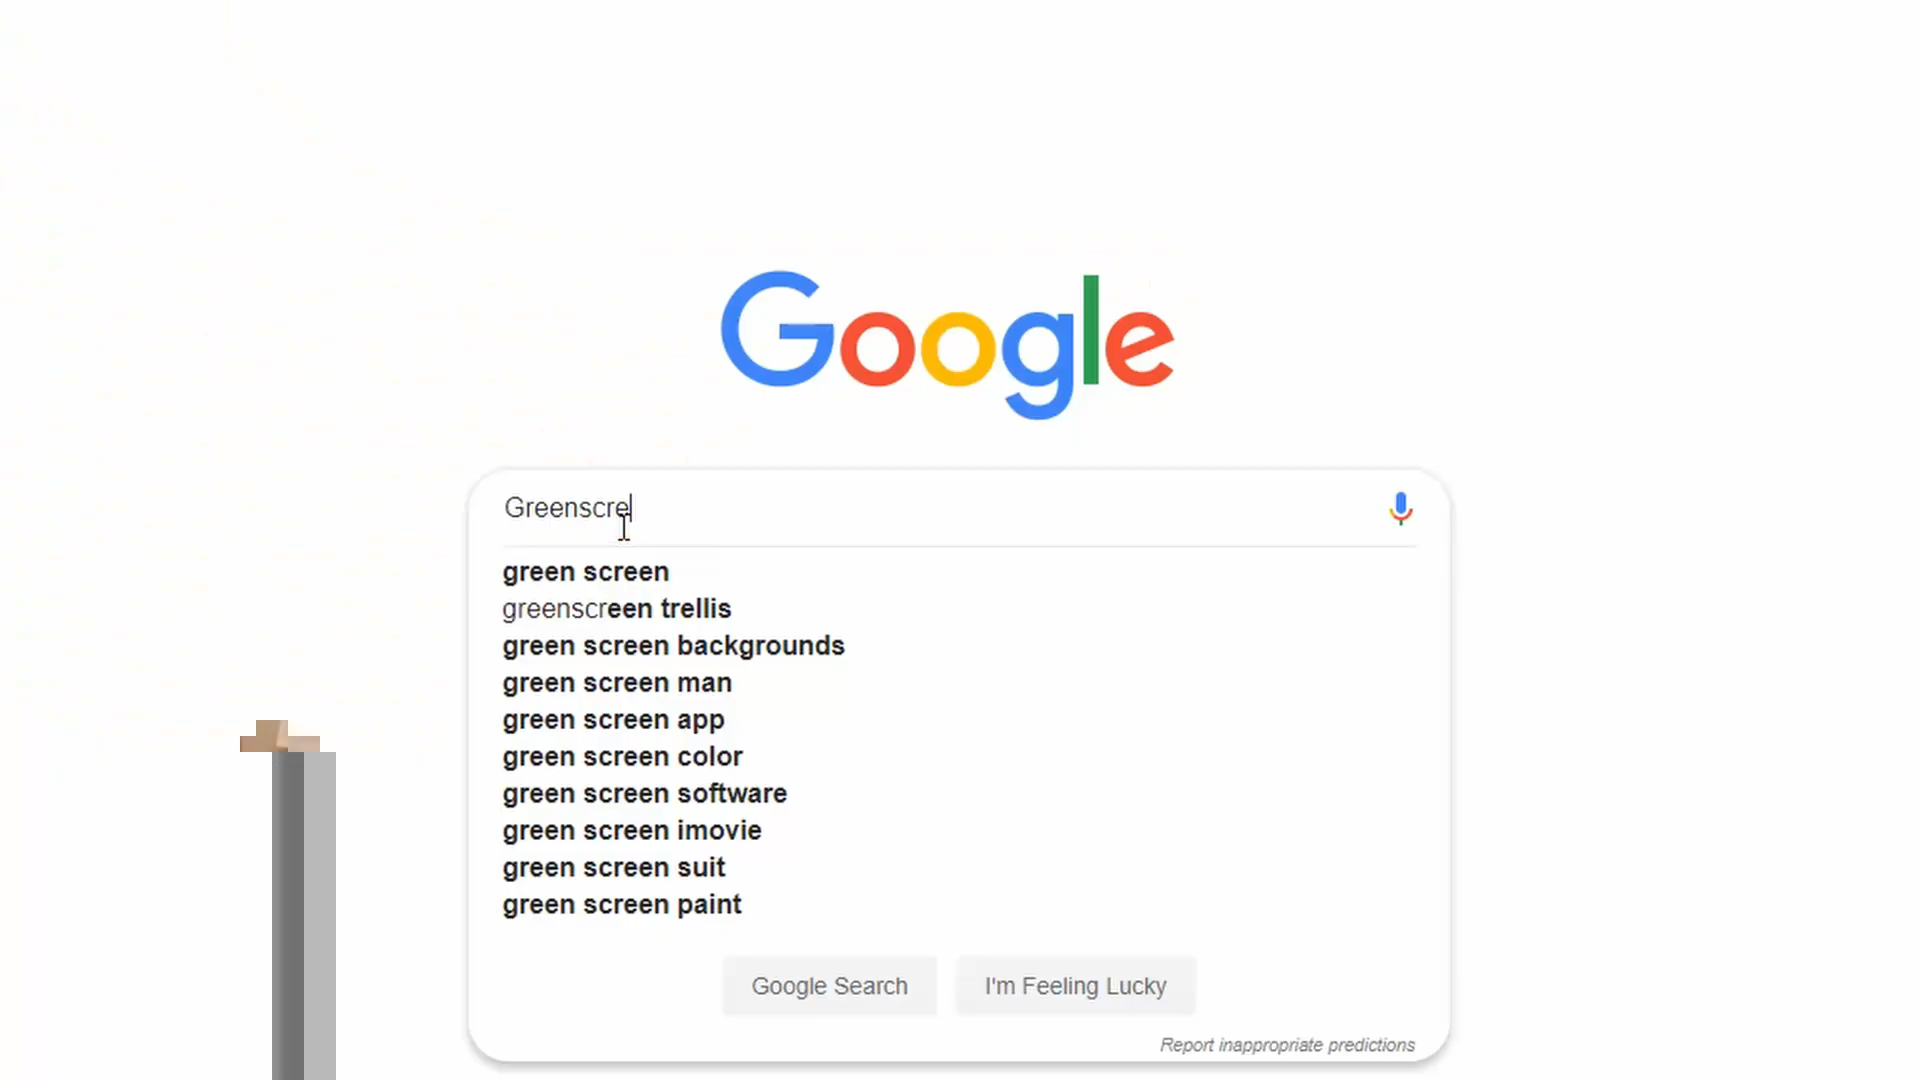 Google
Greenscre
green screen
greenscreen trellis
green screen backgrounds
green screen man
green screen app
green screen color
green screen software
green screen imovie
green screen suit
green screen paint
Google Search
I'm Feeling Lucky
Report inappropriate predictions